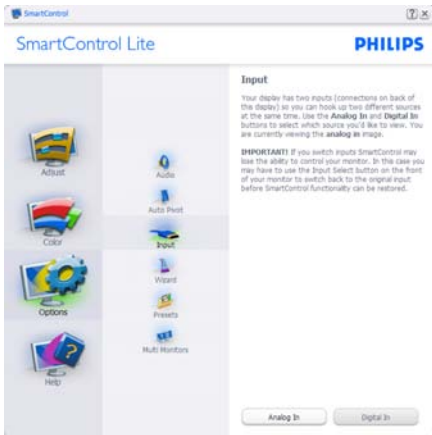 SmartControl
SmartControl Lite
PHILIPS
Adjust
Color
Options
Help
Audio
Auto Pivot
Input
Wizard
Presets
Multi Monitors
Input
Your display has two inputs (connections on back of
the display) so you can hook up two different sources
at the same time. Use the Analog In and Digital In
buttons to select which source you'd like to view. You
are currently viewing the analog in image.
IMPORTANT! If you switch inputs SmartControl may
lose the ability to control your monitor. In this case you
may have to use the Input Select button on the front
of your monitor to switch back to the original input
before SmartControl functionality can be restored.
Analog In
Digital In